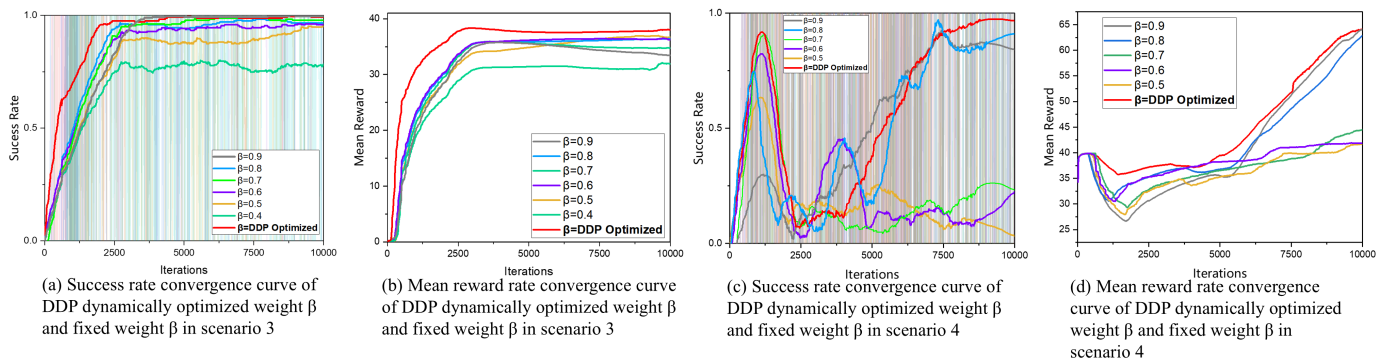 1.0
0.5
0.0
Success Rate
0
2500
5000
7500
10000
Iterations
β=0.9
β=0.8
β=0.7
β=0.6
β=0.5
β=0.4
β=DDP Optimized
(a) Success rate convergence curve of
DDP dynamically optimized weight β
and fixed weight β in scenario 3
40
30
20
10
0
Mean Reward
0
2500
5000
7500
10000
Iterations
β=0.9
β=0.8
β=0.7
β=0.6
β=0.5
β=0.4
β=DDP Optimized
(b) Mean reward rate convergence curve
of DDP dynamically optimized weight β
and fixed weight β in scenario 3
1.0
0.5
0.0
Success Rate
0
2500
5000
7500
10000
Iterations
β=0.9
β=0.8
β=0.7
β=0.6
β=0.5
β=DDP Optimized
(c) Success rate convergence curve of
DDP dynamically optimized weight β
and fixed weight β in scenario 4
65
60
55
50
45
40
35
30
25
Mean Reward
0
2500
5000
7500
10000
Iterations
β=0.9
β=0.8
β=0.7
β=0.6
β=0.5
β=DDP Optimized
(d) Mean reward rate convergence
curve of DDP dynamically optimized
weight β and fixed weight β in
scenario 4